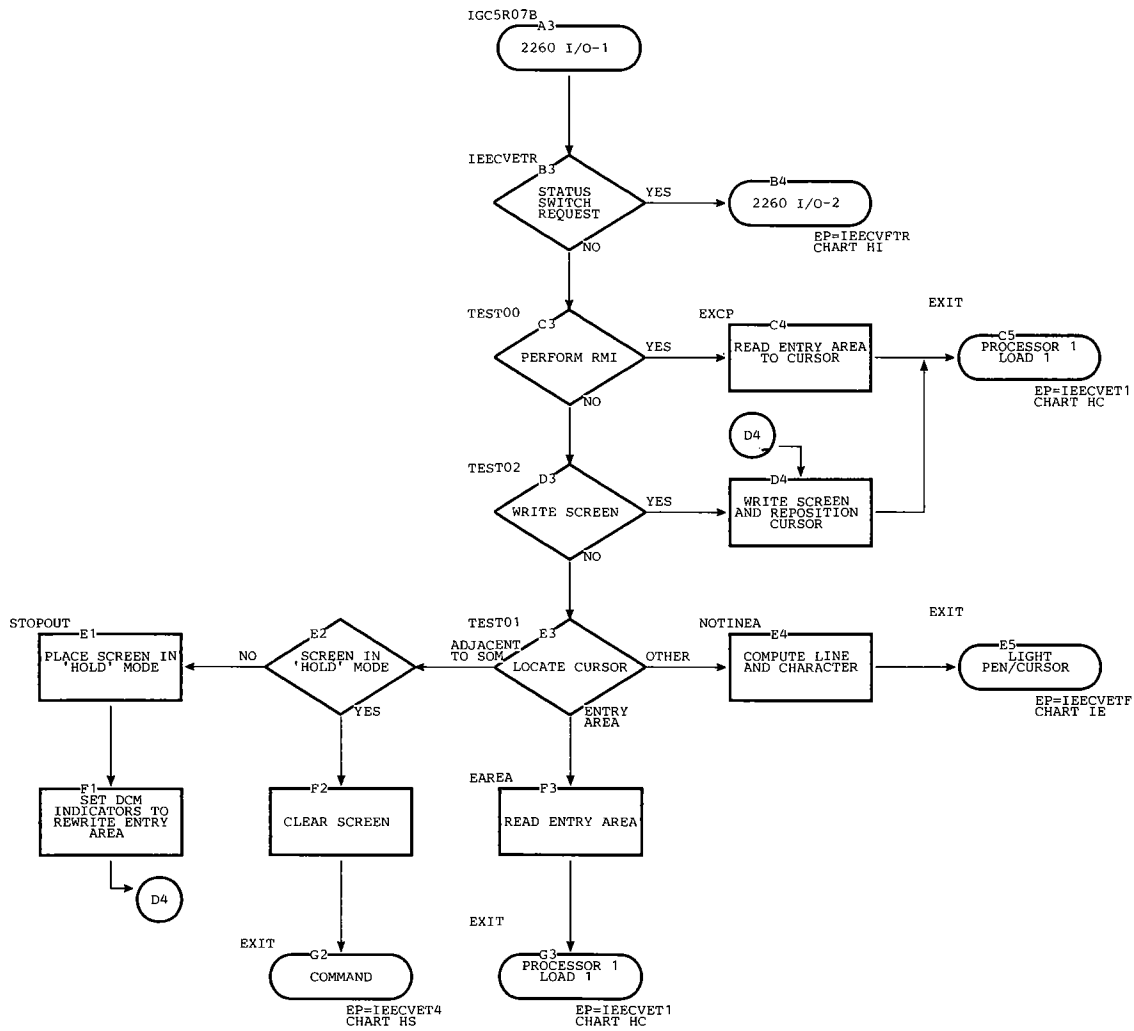 IGC5R07B
A3
2260 I/O-1
IEECVETR
B3
STATUS
SWITCH
REQUEST
YES
NO
B4
2260 I/O-2
EP=IEECVFTR
CHART HI
TEST00
C3
PERFORM RMI
YES
NO
EXCP
C4
READ ENTRY AREA
TO CURSOR
EXIT
C5
PROCESSOR 1
LOAD 1
EP=IEECVET1
CHART HC
D4
TEST02
D3
WRITE SCREEN
YES
NO
D4
WRITE SCREEN
AND REPOSITION
CURSOR
STOPOUT
E1
PLACE SCREEN IN
'HOLD' MODE
NO
E2
SCREEN IN
'HOLD' MODE
YES
TEST01
ADJACENT
TO SOM
E3
LOCATE CURSOR
OTHER
ENTRY
AREA
NOTINEA
E4
COMPUTE LINE
AND CHARACTER
EXIT
E5
LIGHT
PEN/CURSOR
EP=IEECVETF
CHART IE
F1
SET DCM
INDICATORS TO
REWRITE ENTRY
AREA
F2
CLEAR SCREEN
EAREA
F3
READ ENTRY AREA
D4
EXIT
G2
COMMAND
EP=IEECVET4
CHART HS
EXIT
G3
PROCESSOR 1
LOAD 1
EP=IEECVET1
CHART HC